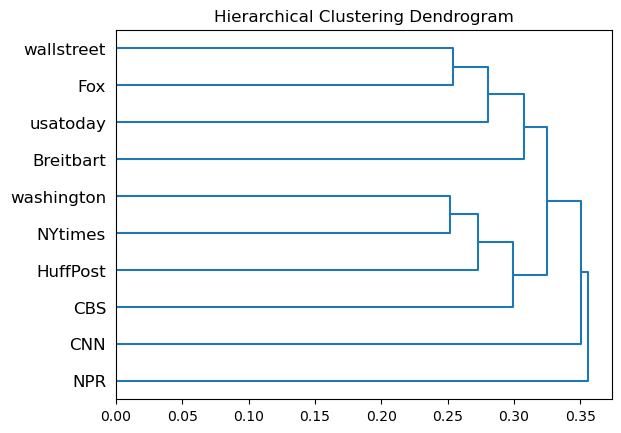 Hierarchical Clustering Dendrogram
wallstreet
Fox
usatoday
Breitbart
washington
NYtimes
HuffPost
CBS
CNN
NPR
0.00 0.05 0.10 0.15 0.20 0.25 0.30 0.35